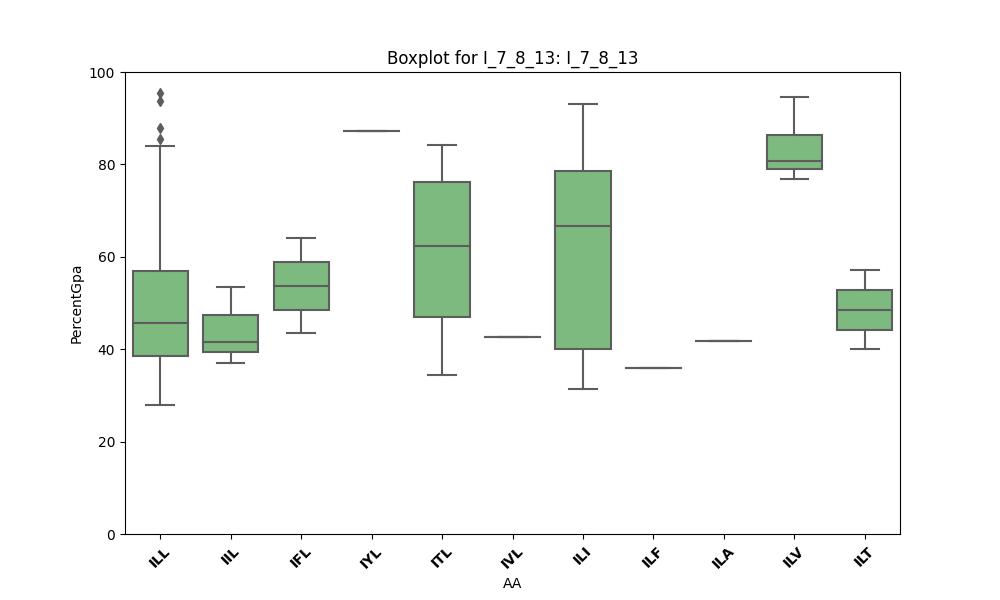 Boxplot for I_7_8_13: I_7_8_13
PercentGpa
100
80
60
40
20
0
ILL IIL IFL IYL ITL IVL ILI ILF ILA ILV ILT
AA